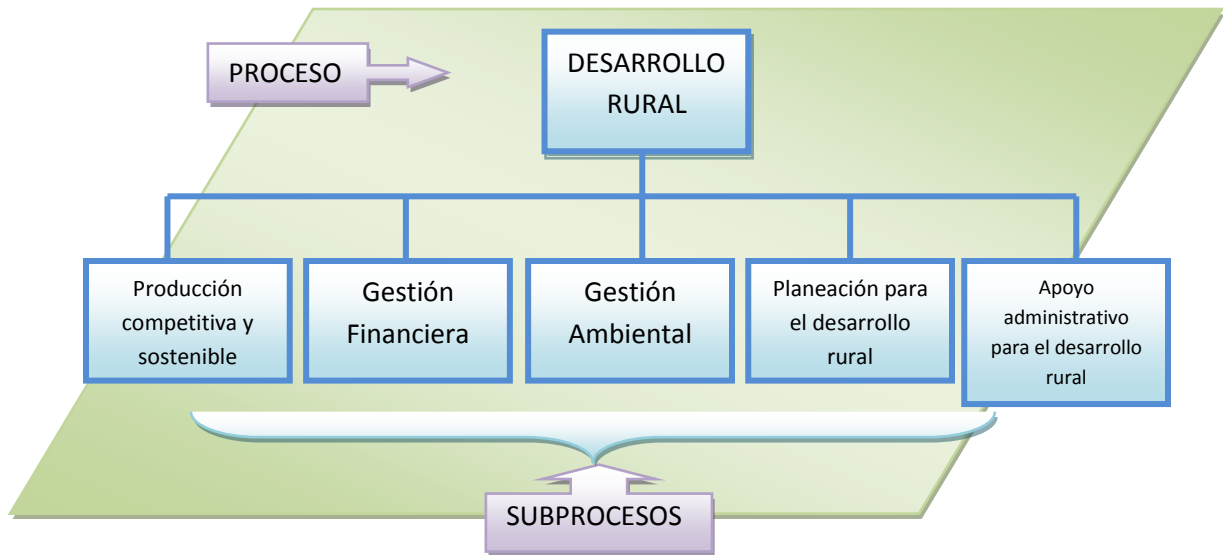 PROCESO
DESARROLLO
RURAL
Producción
competitiva y
sostenible
Gestión
Financiera
Gestión
Ambiental
Planeación para
el desarrollo
rural
Apoyo
administrativo
para el desarrollo
rural
SUBPROCESOS